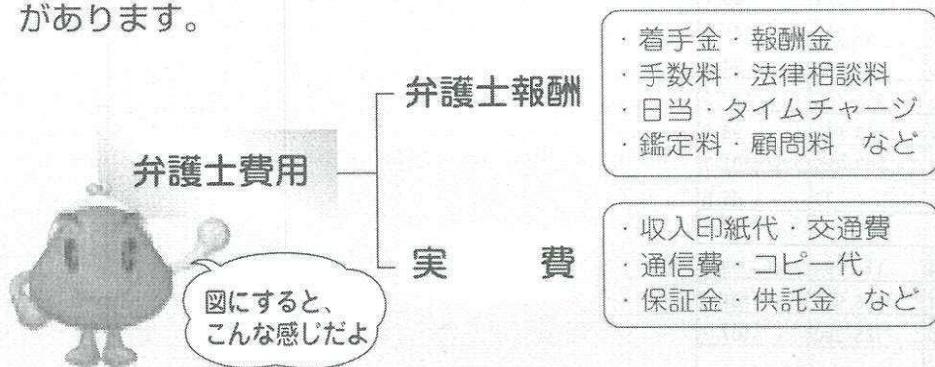 があります。
弁護士費用
弁護士報酬
・着手金・報酬金
・手数料・法律相談料
・日当・タイムチャージ
・鑑定料・顧問料　など
実　　費
・収入印紙代・交通費
・通信費・コピー代
・保証金・供託金　など
図にすると、
こんな感じだよ